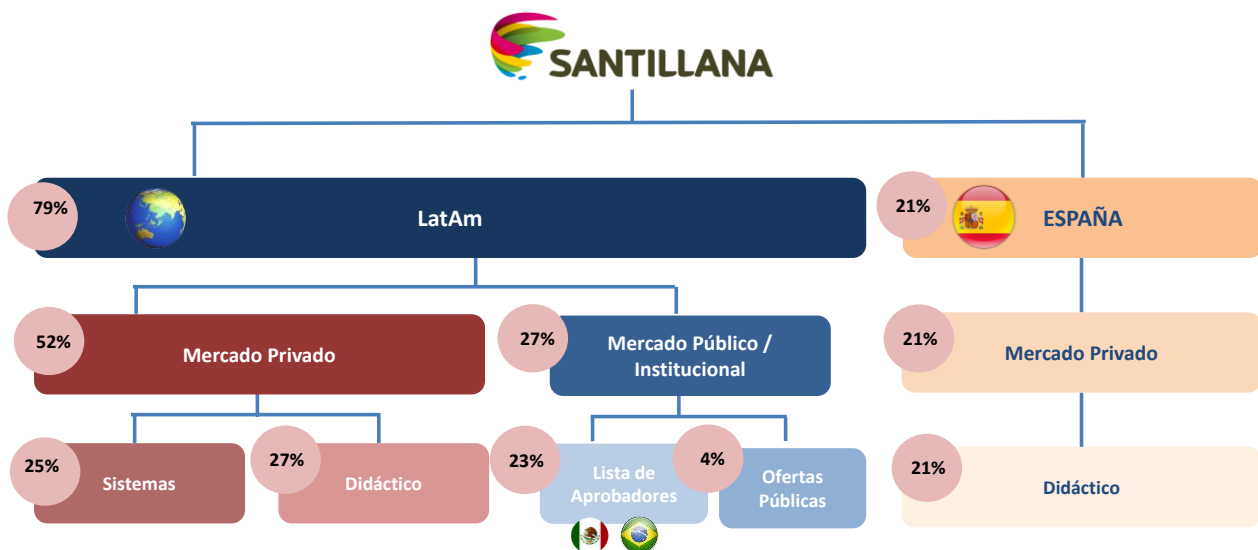 SANTILLANA
79%
LatAm
21%
ESPAÑA
52%
Mercado Privado
27%
Mercado Público /
Institucional
21%
Mercado Privado
25%
Sistemas
27%
Didáctico
23%
Lista de
Aprobadores
4%
Ofertas
Públicas
21%
Didáctico